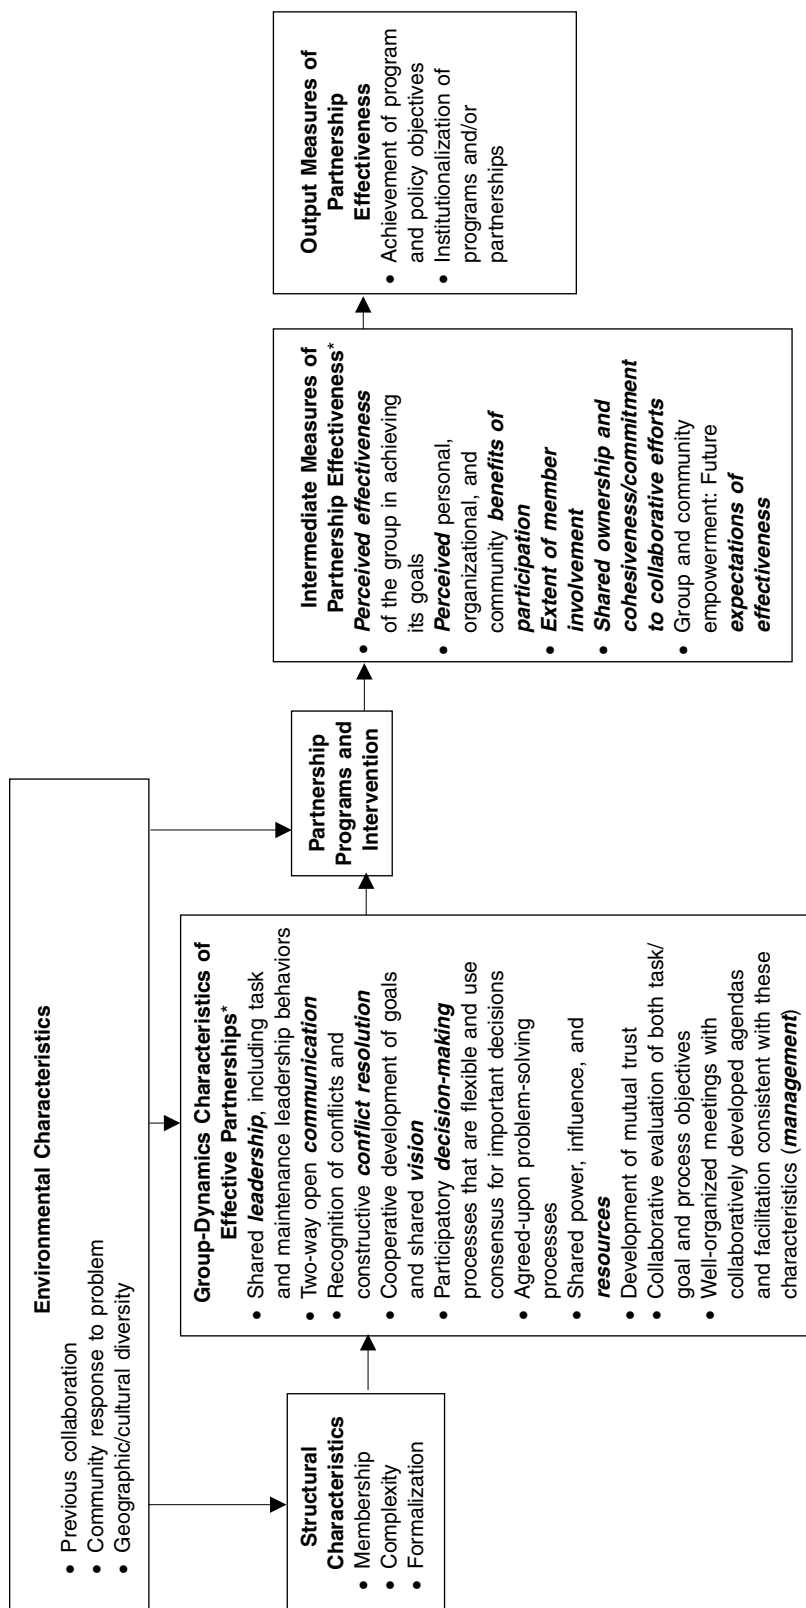 Environmental Characteristics
• Previous collaboration
• Community response to problem
• Geographic/cultural diversity
Structural
Characteristics
• Membership
• Complexity
• Formalization
Group-Dynamics Characteristics of
Effective Partnerships*
• Shared leadership, including task
and maintenance leadership behaviors
• Two-way open communication
• Recognition of conflicts and
constructive conflict resolution
• Cooperative development of goals
and shared vision
• Participatory decision-making
processes that are flexible and use
consensus for important decisions
• Agreed-upon problem-solving
processes
• Shared power, influence, and
resources
• Development of mutual trust
• Collaborative evaluation of both task/
goal and process objectives
• Well-organized meetings with
collaboratively developed agendas
and facilitation consistent with these
characteristics (management)
Partnership
Programs and
Intervention
Intermediate Measures of
Partnership Effectiveness*
• Perceived effectiveness
of the group in achieving
its goals
• Perceived personal,
organizational, and
community benefits of
participation
• Extent of member
involvement
• Shared ownership and
cohesiveness/commitment
to collaborative efforts
• Group and community
empowerment: Future
expectations of
effectiveness
Output Measures of
Partnership
Effectiveness
• Achievement of program
and policy objectives
• Institutionalization of
programs and/or
partnerships